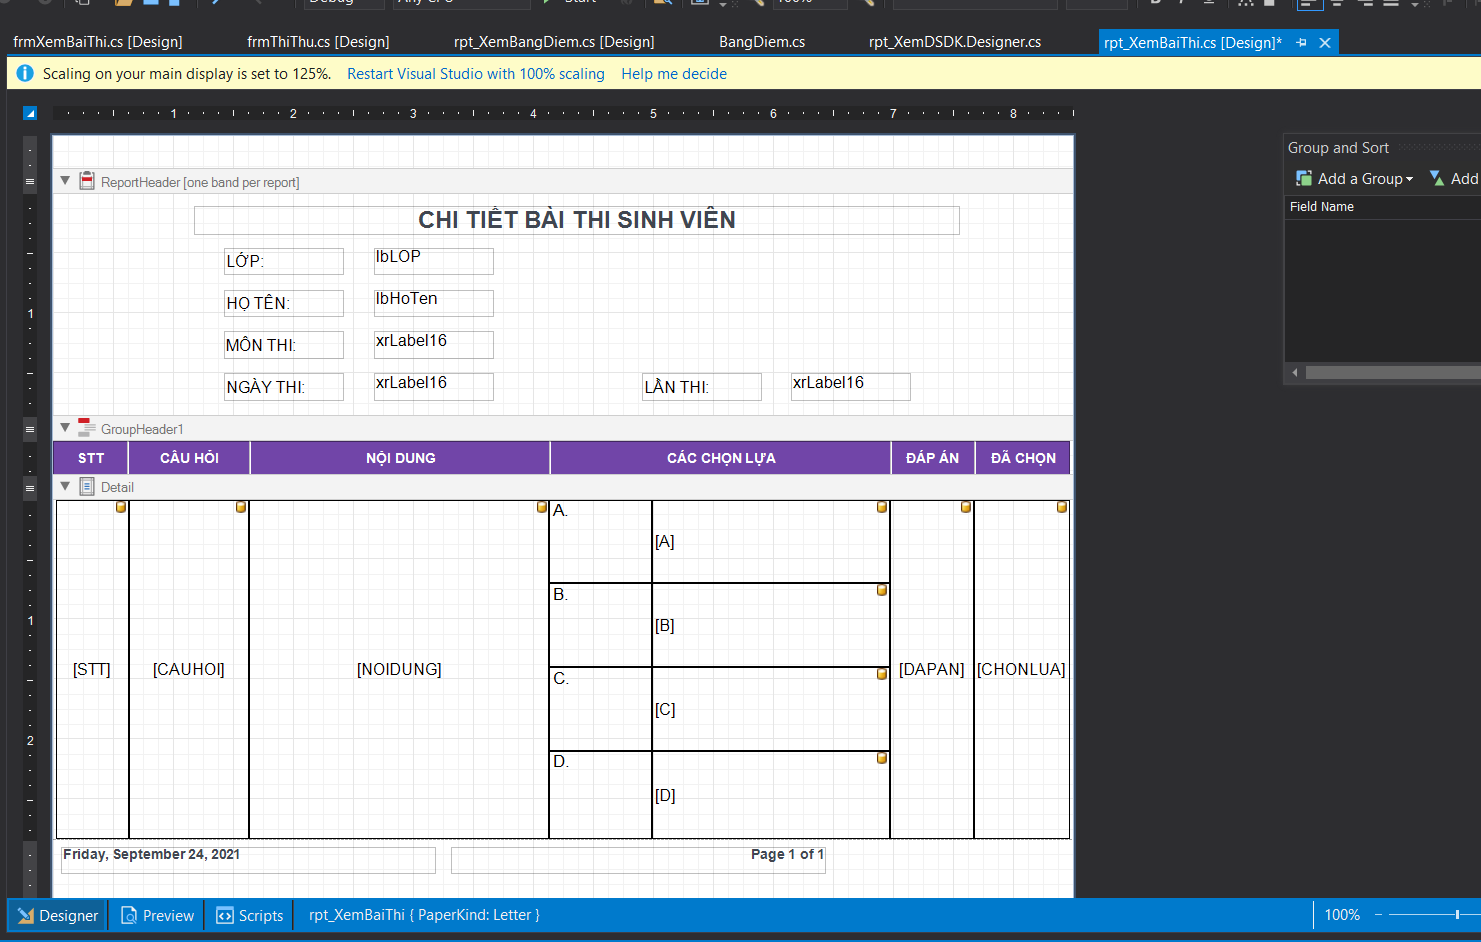 frmXemBaiThi.cs [Design] frmThiThu.cs [Design] rpt_XemBangDiem.cs [Design] BangDiem.cs rpt_XemDSDK.Designer.cs rpt_XemBaiThi.cs [Design]*
Scaling on your main display is set to 125%. Restart Visual Studio with 100% scaling Help me decide
1 2 3 4 5 6 7 8
Group and Sort
Add a Group Add
Field Name
ReportHeader [one band per report]
CHI TIẾT BÀI THI SINH VIÊN
LỚP: lbLOP
HỌ TÊN: lbHoTen
1
MÔN THI: xrLabel16
NGÀY THI: xrLabel16 LẦN THI: xrLabel16
GroupHeader1
STT CÂU HỎI NỘI DUNG CÁC CHỌN LỰA ĐÁP ÁN ĐÃ CHỌN
Detail
A. [A]
1
B. [B]
[STT] [CAUHOI] [NOIDUNG] [DAPAN] [CHONLUA]
C. [C]
2
D. [D]
Friday, September 24, 2021 Page 1 of 1
Designer Preview Scripts rpt_XemBaiThi { PaperKind: Letter } 100%